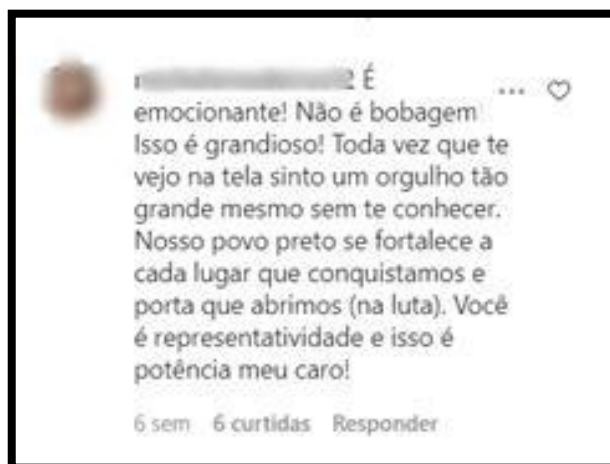 É
emocionante! Não é bobagem
Isso é grandioso! Toda vez que te
vejo na tela sinto um orgulho tão
grande mesmo sem te conhecer.
Nosso povo preto se fortalece a
cada lugar que conquistamos e
porta que abrimos (na luta). Você
é representatividade e isso é
potência meu caro!
6 sem 6 curtidas Responder